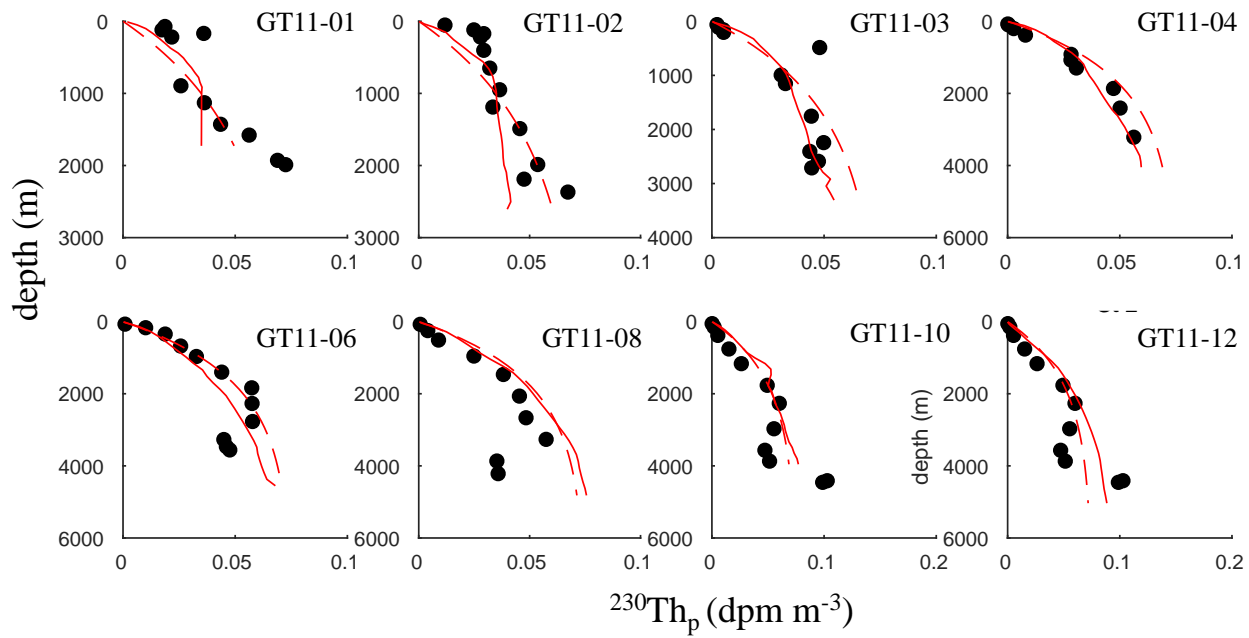 GT11-01 GT11-02 GT11-03 GT11-04
0 0 0 0
1000 1000 1000 2000
2000 2000 2000 4000
3000
3000 3000 4000 6000
0 0.05 0.1 0 0.05 0.1 0 0.05 0.1 0 0.05 0.1
depth (m)
GT11-06 GT11-08 GT11-10 GT11-12
0 0 0 0
2000 2000 2000 2000
4000 4000 4000 4000
depth (m)
6000 6000 6000 6000
0 0.05 0.1 0 0.05 0.1 0 0.1 0.2 0 0.1 0.2
²³⁰Thₚ (dpm m⁻³)